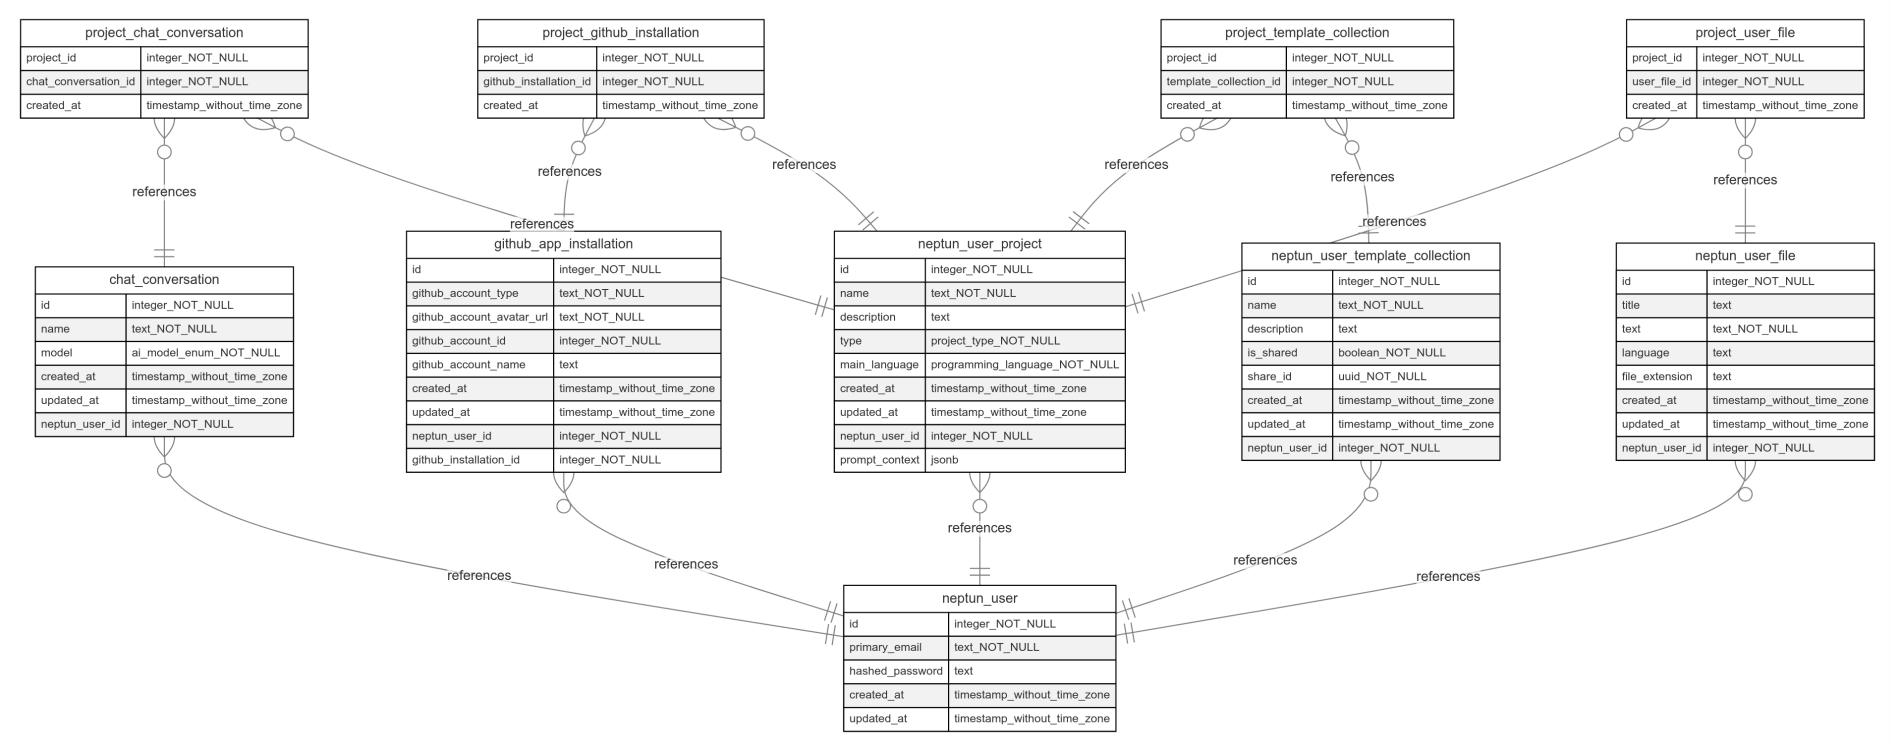 project_chat_conversation
project_id integer_NOT_NULL
chat_conversation_id integer_NOT_NULL
created_at timestamp_without_time_zone
project_github_installation
project_id integer_NOT_NULL
github_installation_id integer_NOT_NULL
created_at timestamp_without_time_zone
project_template_collection
project_id integer_NOT_NULL
template_collection_id integer_NOT_NULL
created_at timestamp_without_time_zone
project_user_file
project_id integer_NOT_NULL
user_file_id integer_NOT_NULL
created_at timestamp_without_time_zone
references
references
references
references
references
references
references
references
chat_conversation
id integer_NOT_NULL
name text_NOT_NULL
model ai_model_enum_NOT_NULL
created_at timestamp_without_time_zone
updated_at timestamp_without_time_zone
neptun_user_id integer_NOT_NULL
github_app_installation
id integer_NOT_NULL
github_account_type text_NOT_NULL
github_account_avatar_url text_NOT_NULL
github_account_id integer_NOT_NULL
github_account_name text
created_at timestamp_without_time_zone
updated_at timestamp_without_time_zone
neptun_user_id integer_NOT_NULL
github_installation_id integer_NOT_NULL
neptun_user_project
id integer_NOT_NULL
name text_NOT_NULL
description text
type project_type_NOT_NULL
main_language programming_language_NOT_NULL
created_at timestamp_without_time_zone
updated_at timestamp_without_time_zone
neptun_user_id integer_NOT_NULL
prompt_context jsonb
neptun_user_template_collection
id integer_NOT_NULL
name text_NOT_NULL
description text
is_shared boolean_NOT_NULL
share_id uuid_NOT_NULL
created_at timestamp_without_time_zone
updated_at timestamp_without_time_zone
neptun_user_id integer_NOT_NULL
neptun_user_file
id integer_NOT_NULL
title text
text text_NOT_NULL
language text
file_extension text
created_at timestamp_without_time_zone
updated_at timestamp_without_time_zone
neptun_user_id integer_NOT_NULL
references
references
references
references
references
neptun_user
id integer_NOT_NULL
primary_email text_NOT_NULL
hashed_password text
created_at timestamp_without_time_zone
updated_at timestamp_without_time_zone